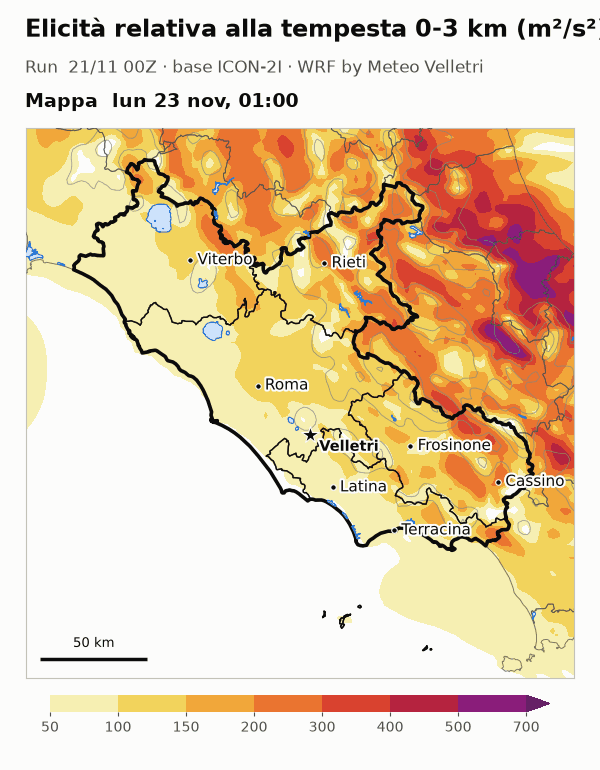 Elicità relativa alla tempesta 0-3 km (m²/s²)
Run 21/11 00Z · base ICON-2I · WRF by Meteo Velletri
Mappa lun 23 nov, 01:00
Viterbo
Rieti
Roma
Velletri
Frosinone
Cassino
Latina
Terracina
50 km
50 100 150 200 300 400 500 700